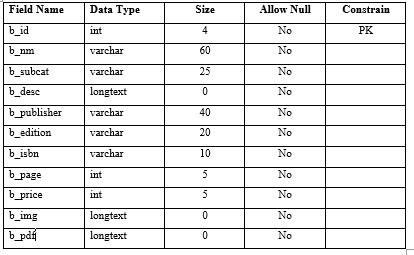 Field Name Data Type Size Allow Null Constrain
b_id int 4 No PK
b_nm varchar 60 No
b_subcat varchar 25 No
b_desc longtext 0 No
b_publisher varchar 40 No
b_edition varchar 20 No
b_isbn varchar 10 No
b_page int 5 No
b_price int 5 No
b_img longtext 0 No
b_pdf longtext 0 No